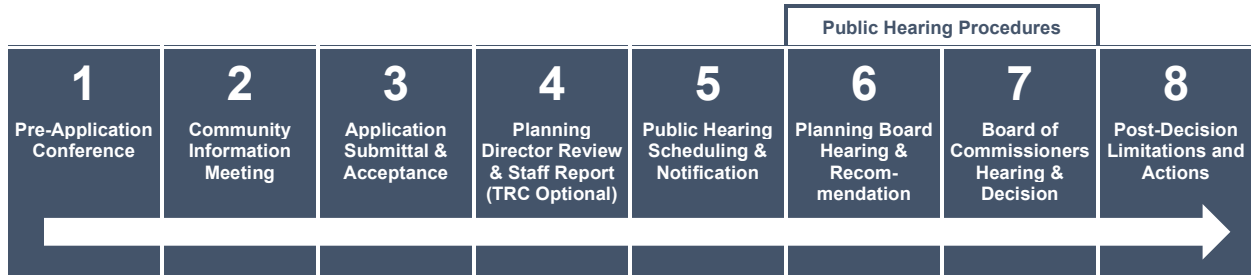 Public Hearing Procedures
1
Pre-Application
Conference
2
Community
Information
Meeting
3
Application
Submittal &
Acceptance
4
Planning
Director Review
& Staff Report
(TRC Optional)
5
Public Hearing
Scheduling &
Notification
6
Planning Board
Hearing &
Recom-
mendation
7
Board of
Commissioners
Hearing &
Decision
8
Post-Decision
Limitations and
Actions